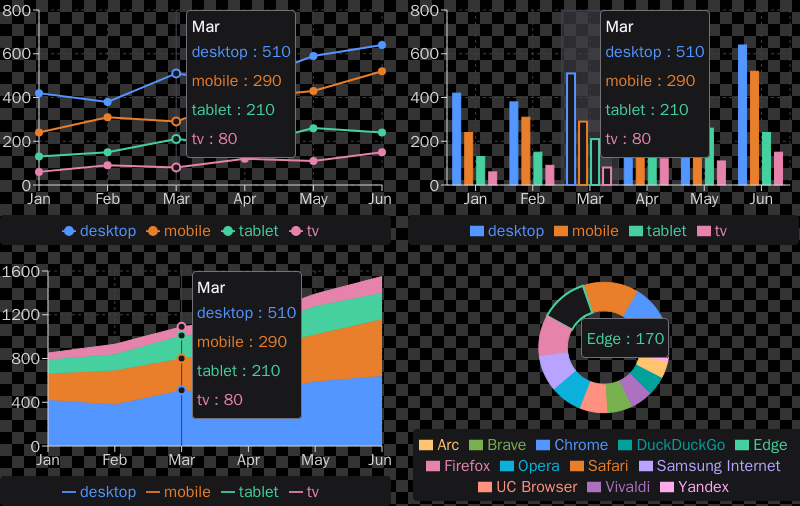 800
600
400
200
0
Jan
Feb
Mar
Apr
May
Jun
Mar
desktop : 510
mobile : 290
tablet : 210
tv : 80
desktop mobile tablet tv
800
600
400
200
0
Jan
Feb
Mar
Apr
May
Jun
Mar
desktop : 510
mobile : 290
tablet : 210
tv : 80
desktop mobile tablet tv
1600
1200
800
400
0
Jan
Feb
Mar
Apr
May
Jun
Mar
desktop : 510
mobile : 290
tablet : 210
tv : 80
desktop mobile tablet tv
Edge : 170
Arc Brave Chrome DuckDuckGo Edge
Firefox Opera Safari Samsung Internet
UC Browser Vivaldi Yandex